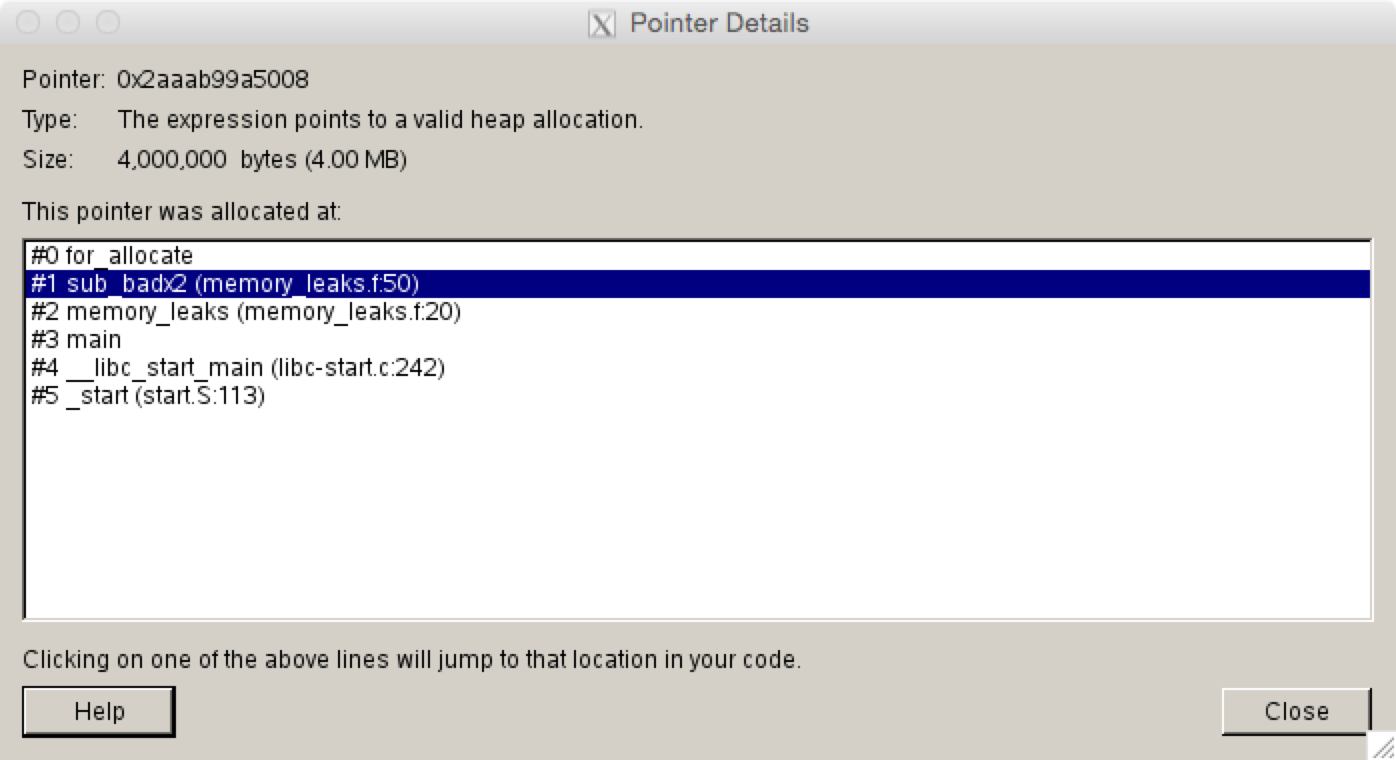 Pointer Details
Pointer: 0x2aaab99a5008
Type: The expression points to a valid heap allocation.
Size: 4,000,000 bytes (4.00 MB)
This pointer was allocated at:
#0 for_allocate
#1 sub_badx2 (memory_leaks.f:50)
#2 memory_leaks (memory_leaks.f:20)
#3 main
#4 __libc_start_main (libc-start.c:242)
#5 _start (start.S:113)
Clicking on one of the above lines will jump to that location in your code.
Help Close